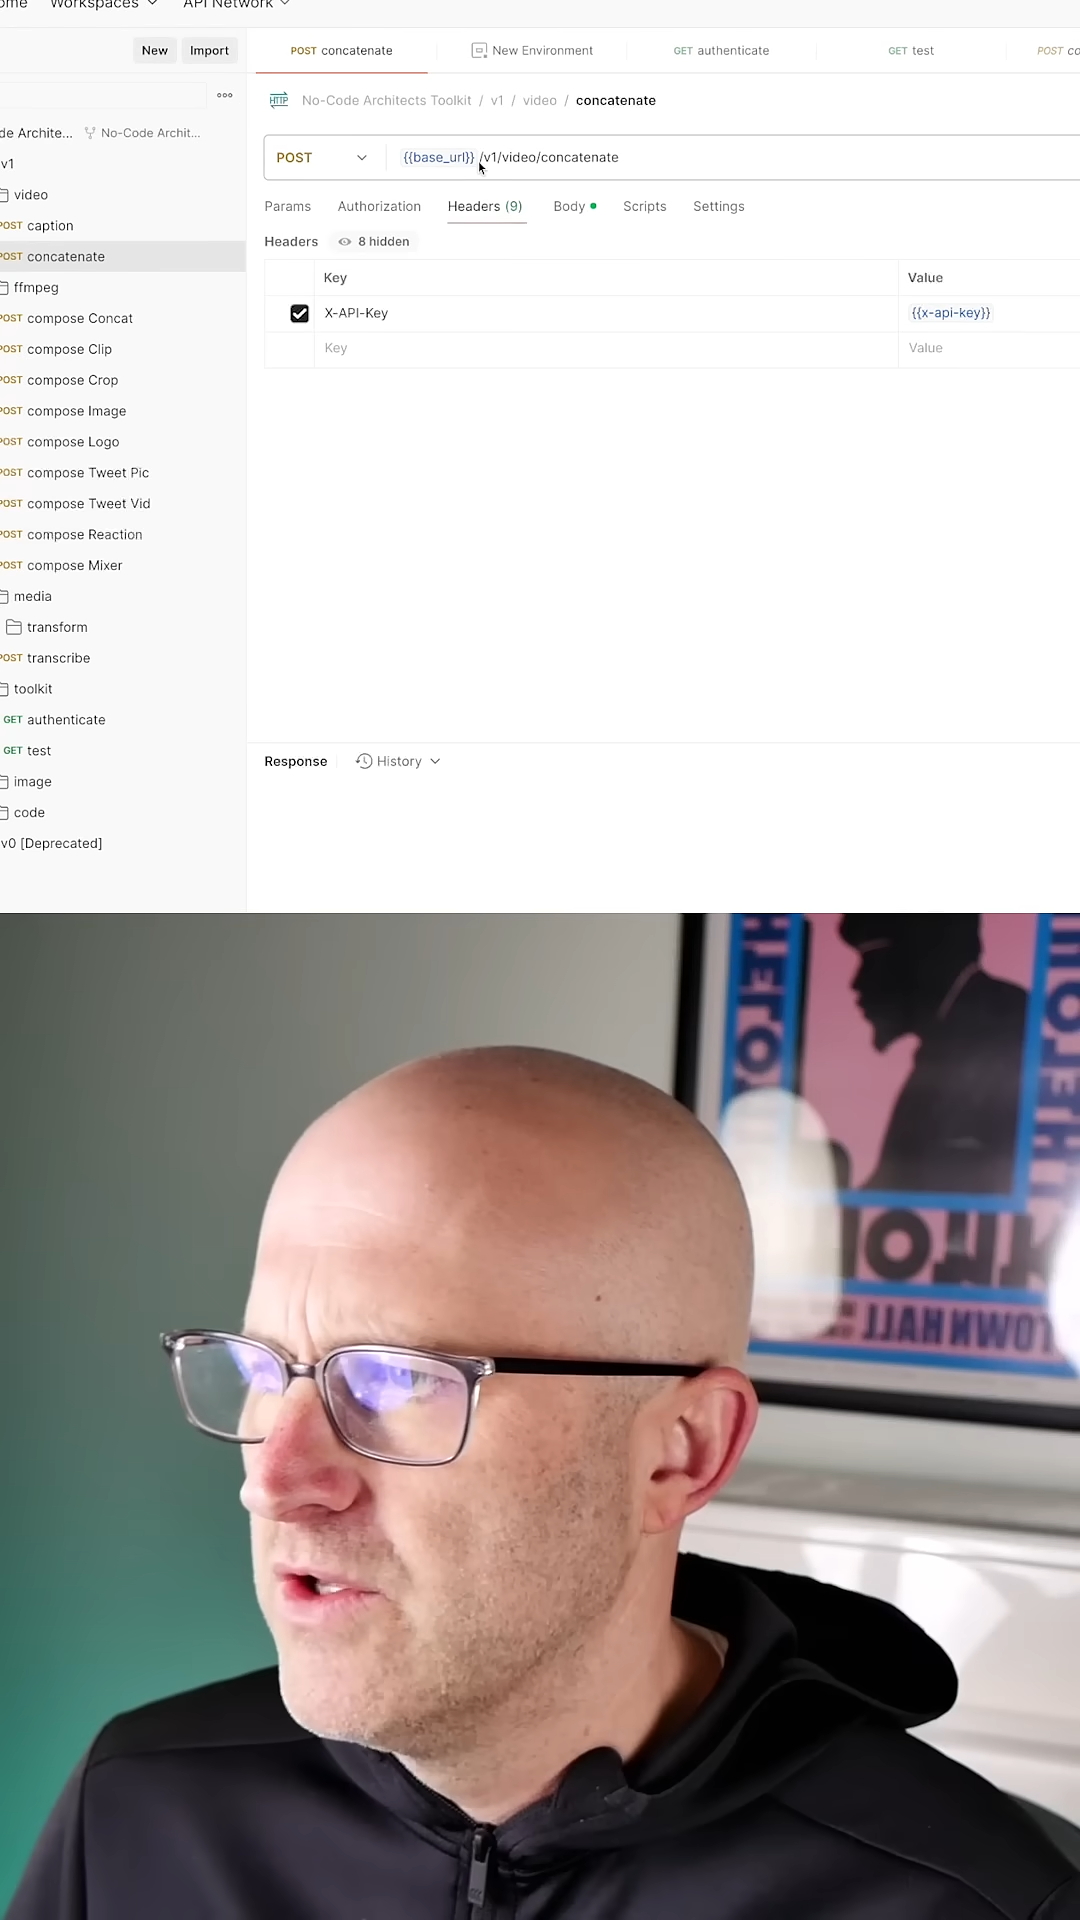 ome Workspaces API Network
New Import
POST concatenate New Environment GET authenticate GET test POST co
No-Code Architects Toolkit / v1 / video / concatenate
de Archite... No-Code Archit...
POST {{base_url}} /v1/video/concatenate
v1
video
Params Authorization Headers (9) Body Scripts Settings
POST caption
Headers 8 hidden
POST concatenate
Key Value
ffmpeg
X-API-Key {{x-api-key}}
POST compose Concat
Key Value
POST compose Clip
POST compose Crop
POST compose Image
POST compose Logo
POST compose Tweet Pic
POST compose Tweet Vid
POST compose Reaction
POST compose Mixer
media
transform
POST transcribe
toolkit
GET authenticate
GET test
Response History
image
code
v0 [Deprecated]
TOWN HALL